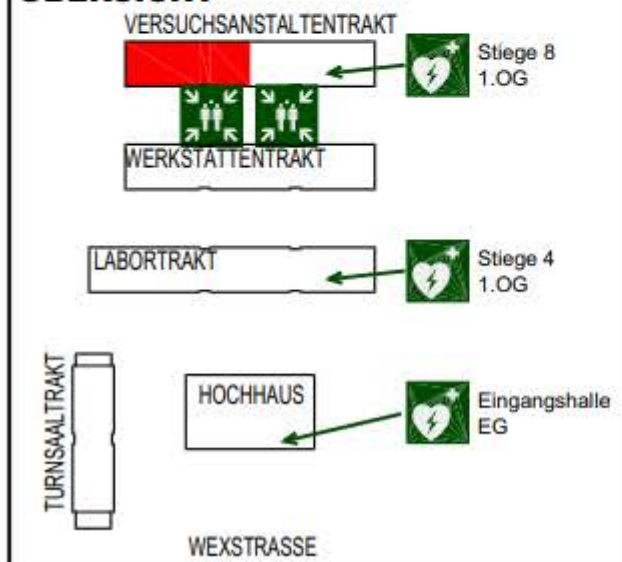 VERSUCHSANSTALTENTRAKT
Stiege 8
1.OG
WERKSTÄTTENTRAKT
LABORTRAKT
Stiege 4
1.OG
TURNSAALTRAKT
HOCHHAUS
Eingangshalle
EG
WEXSTRASSE